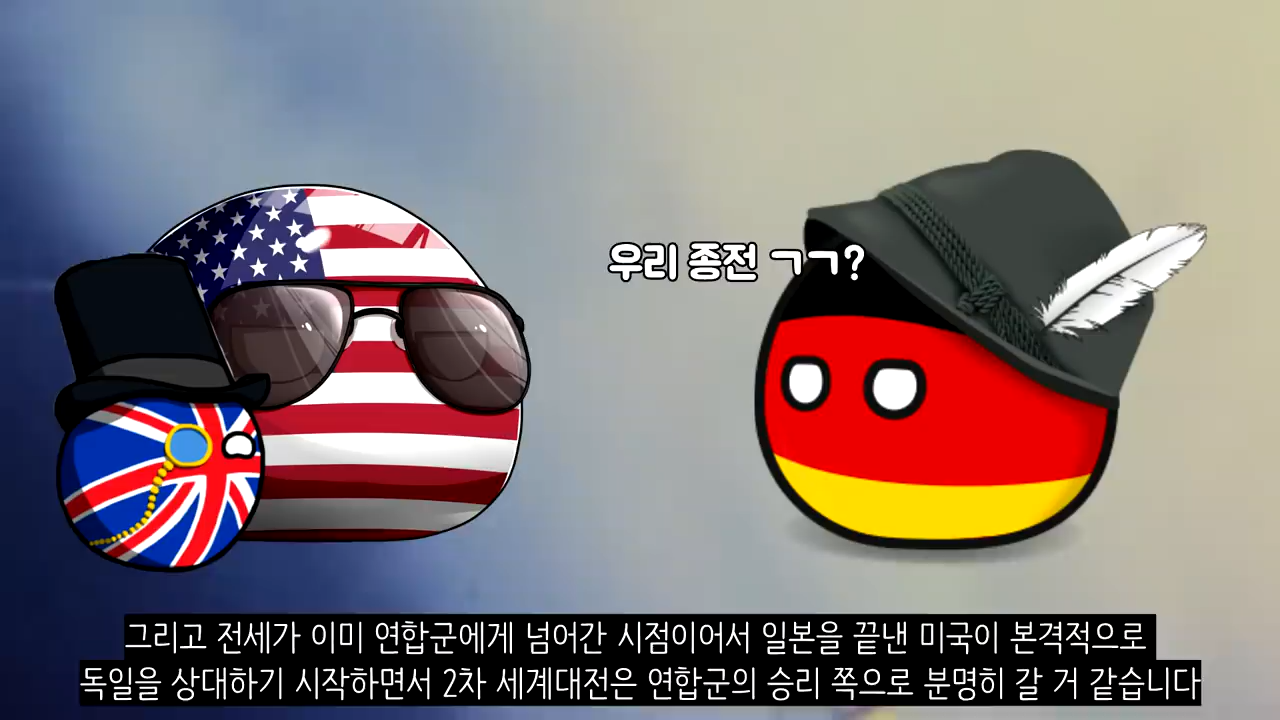 우리 종전 ㄱㄱ?
그리고 전세가 이미 연합군에게 넘어간 시점이어서 일본을 끝낸 미국이 본격적으로
독일을 상대하기 시작하면서 2차 세계대전은 연합군의 승리 쪽으로 분명히 갈 거 같습니다